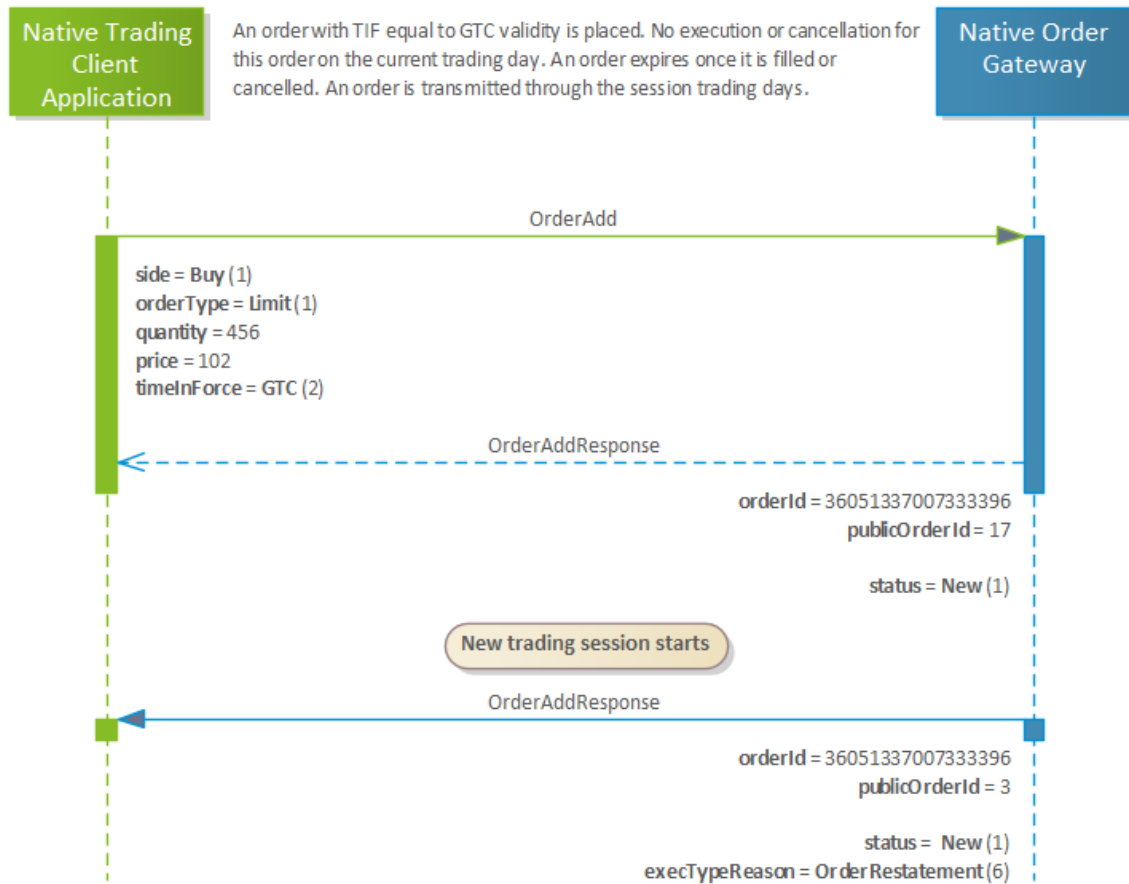 Native Trading
Client
Application
An order with TIF equal to GTC validity is placed. No execution or cancellation for
this order on the current trading day. An order expires once it is filled or
cancelled. An order is transmitted through the session trading days.
Native Order
Gateway
OrderAdd
side = Buy (1)
orderType = Limit (1)
quantity = 456
price = 102
timeInForce = GTC (2)
OrderAddResponse
orderId = 36051337007333396
publicOrderId = 17
status = New (1)
New trading session starts
OrderAddResponse
orderId = 36051337007333396
publicOrderId = 3
status = New (1)
execTypeReason = OrderRestatement (6)